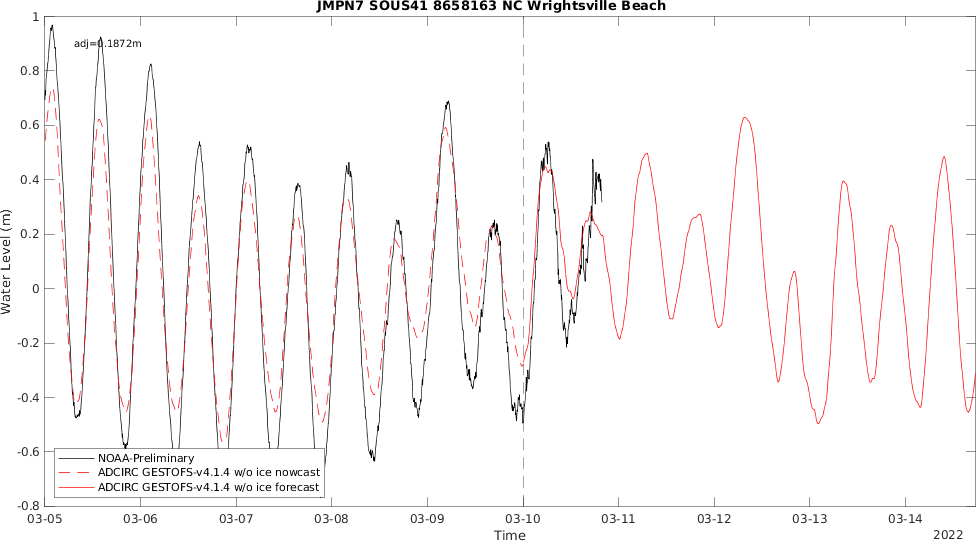 JMPN7 SOUS41 8658163 NC Wrightsville Beach
adj=0.1872m
1
0.8
0.6
0.4
0.2
0
-0.2
-0.4
-0.6
-0.8
Water Level (m)
NOAA-Preliminary
ADCIRC GESTOFS-v4.1.4 w/o ice nowcast
ADCIRC GESTOFS-v4.1.4 w/o ice forecast
03-05 03-06 03-07 03-08 03-09 03-10 03-11 03-12 03-13 03-14
Time
2022